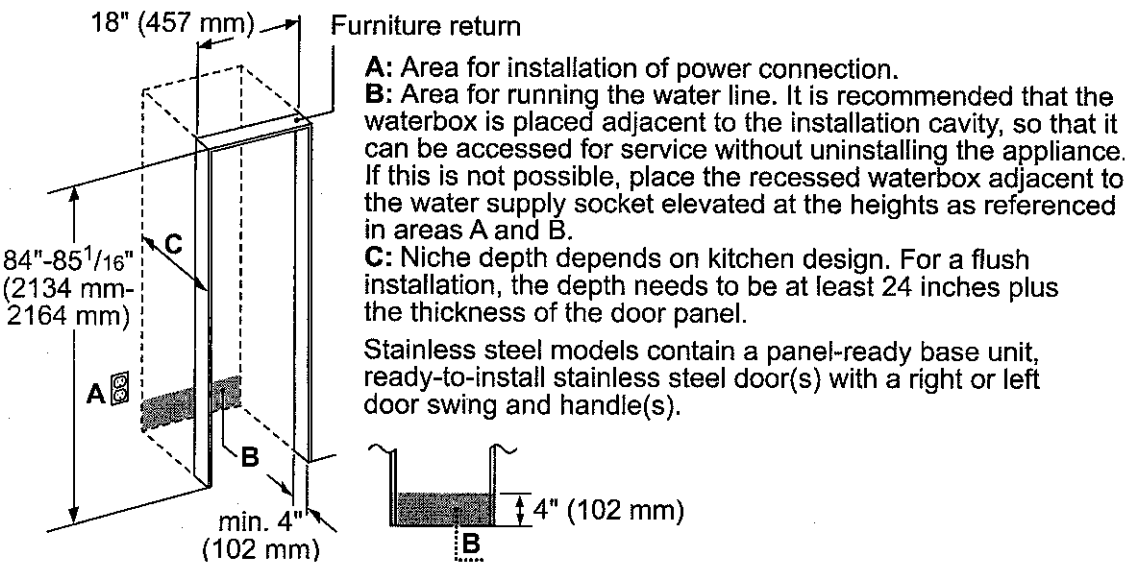 18" (457 mm)
Furniture return
A: Area for installation of power connection.
B: Area for running the water line. It is recommended that the
waterbox is placed adjacent to the installation cavity, so that it
can be accessed for service without uninstalling the appliance.
If this is not possible, place the recessed waterbox adjacent to
the water supply socket elevated at the heights as referenced
in areas A and B.
C: Niche depth depends on kitchen design. For a flush
installation, the depth needs to be at least 24 inches plus
the thickness of the door panel.
Stainless steel models contain a panel-ready base unit,
ready-to-install stainless steel door(s) with a right or left
door swing and handle(s).
C
84"-85 1/16"
(2134 mm-
2164 mm)
A
B
min. 4"
(102 mm)
4" (102 mm)
B